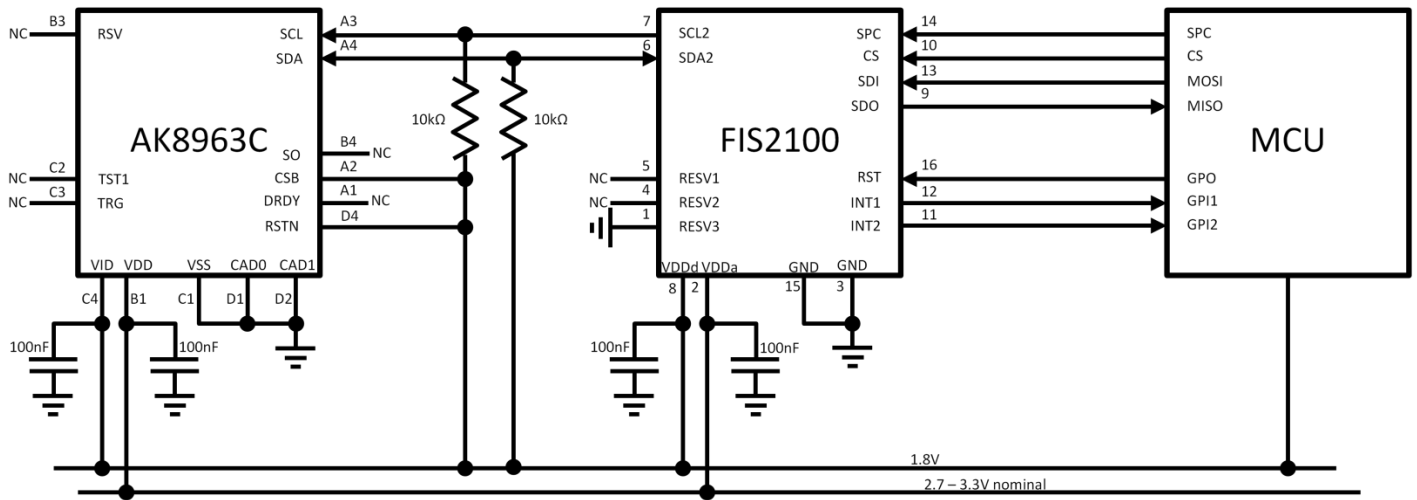 B3
NC
RSV
SCL
A3
7
SCL2
SPC
14
SPC
SDA
A4
6
SDA2
CS
10
CS
SDI
13
MOSI
SDO
9
MISO
10kΩ
10kΩ
AK8963C
FIS2100
MCU
SO
B4
NC
C2
NC
TST1
CSB
A2
5
NC
RESV1
RST
16
GPO
C3
NC
TRG
DRDY
A1
NC
4
NC
RESV2
INT1
12
GPI1
RSTN
D4
1
RESV3
INT2
11
GPI2
VID
VDD
VSS
CAD0
CAD1
VDDd
VDDa
GND
GND
C4
B1
C1
D1
D2
8
2
15
3
100nF
100nF
100nF
100nF
1.8V
2.7 – 3.3V nominal